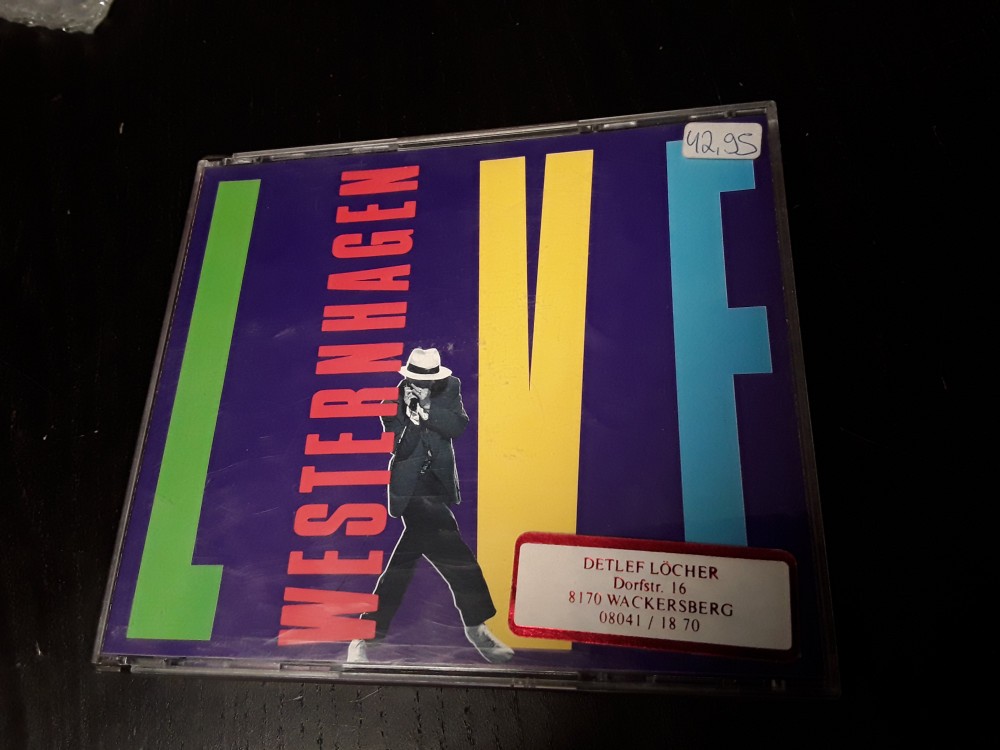 42,95
LIVE
WESTERNHAGEN
DETLEF LÖCHER
Dorfstr. 16
8170 WACKERSBERG
08041 / 18 70